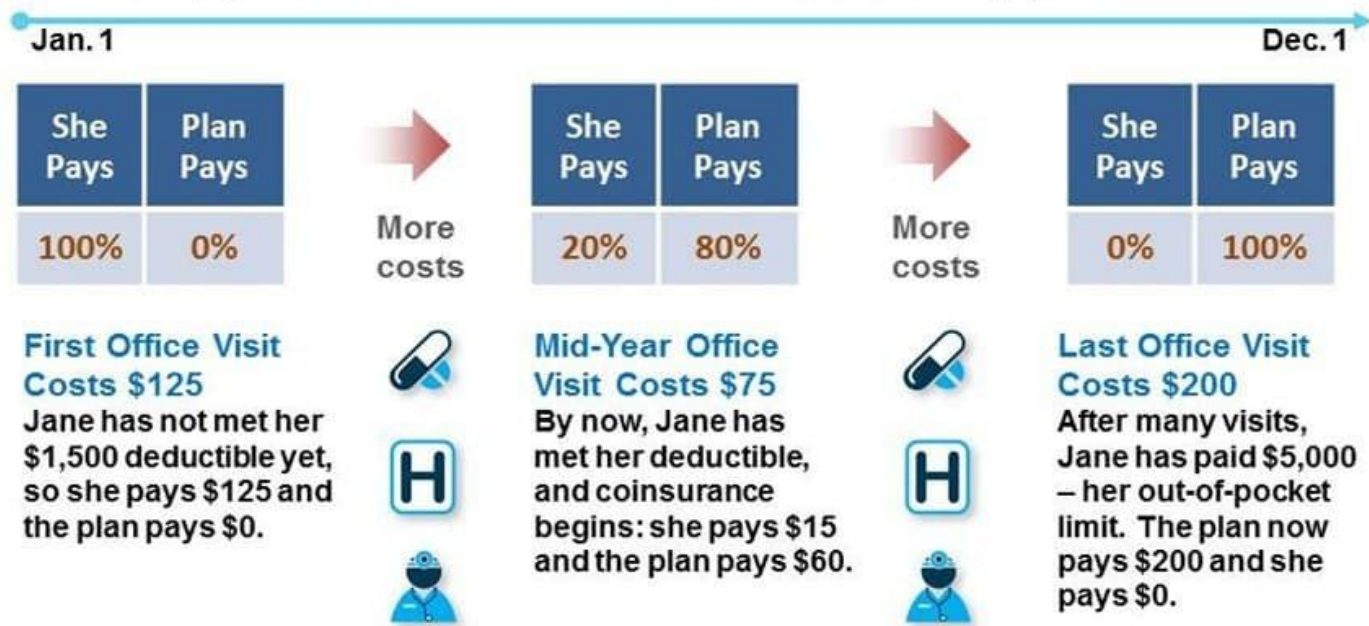 Jan. 1
Dec. 1
She Pays
Plan Pays
100%
0%
More costs
She Pays
Plan Pays
20%
80%
More costs
She Pays
Plan Pays
0%
100%
First Office Visit
Costs $125
Jane has not met her
$1,500 deductible yet,
so she pays $125 and
the plan pays $0.
H
Mid-Year Office
Visit Costs $75
By now, Jane has
met her deductible,
and coinsurance
begins: she pays $15
and the plan pays $60.
H
Last Office Visit
Costs $200
After many visits,
Jane has paid $5,000
– her out-of-pocket
limit. The plan now
pays $200 and she
pays $0.